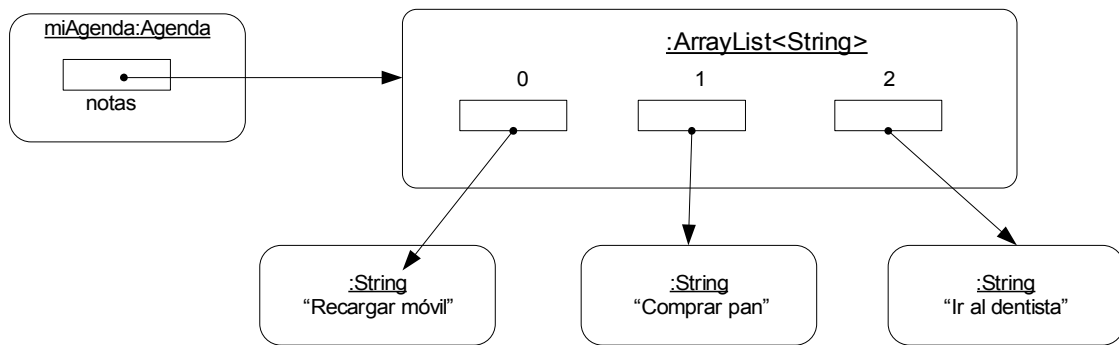 miAgenda:Agenda
notas
:ArrayList<String>
0 1 2
:String
“Recargar móvil”
:String
“Comprar pan”
:String
“Ir al dentista”